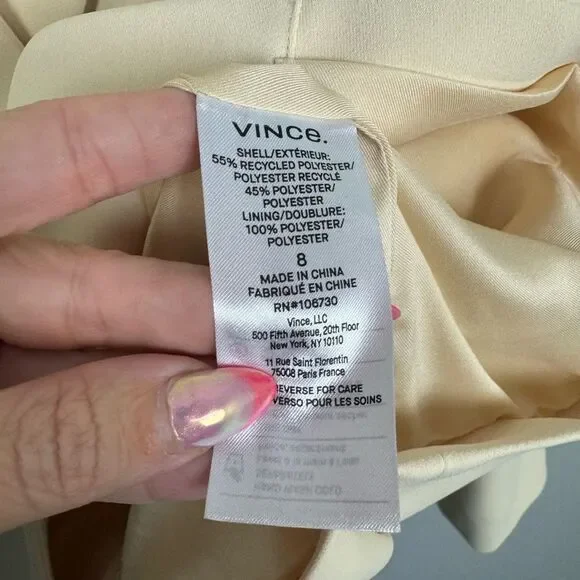 VINCE.
SHELL/EXTÉRIEUR:
55% RECYCLED POLYESTER/
POLYESTER RECYCLÉ
45% POLYESTER/
POLYESTER
LINING/DOUBLURE:
100% POLYESTER/
POLYESTER
8
MADE IN CHINA
FABRIQUÉ EN CHINE
RN#106730
Vince, LLC
500 Fifth Avenue, 20th Floor
New York, NY 10110
11 Rue Saint Florentin
75008 Paris France
EVERSE FOR CARE
VERSO POUR LES SOINS